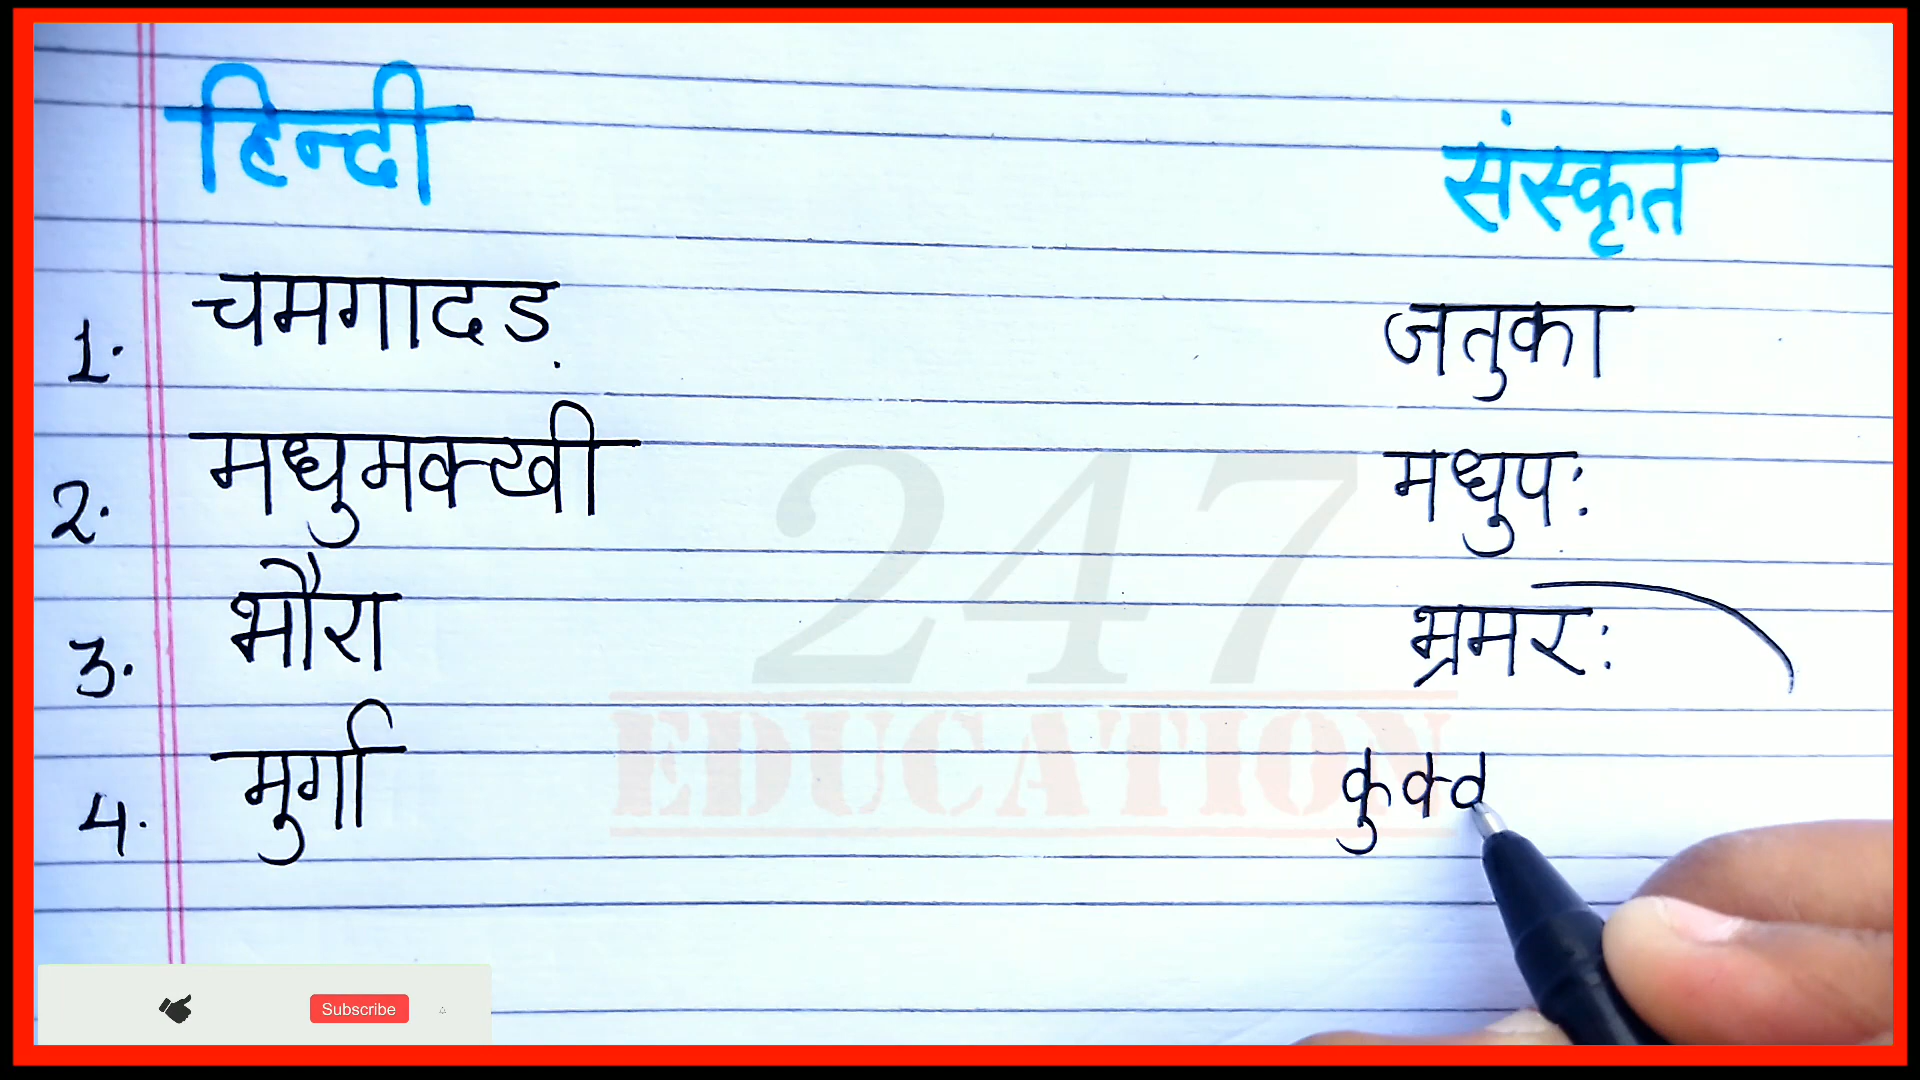 हिन्दी संस्कृत
1. चमगादड़ जतुका
2. मधुमक्खी मधुपः
3. भौरा भ्रमरः
4. मुर्गा कुक्व
247
EDUCATION
Subscribe